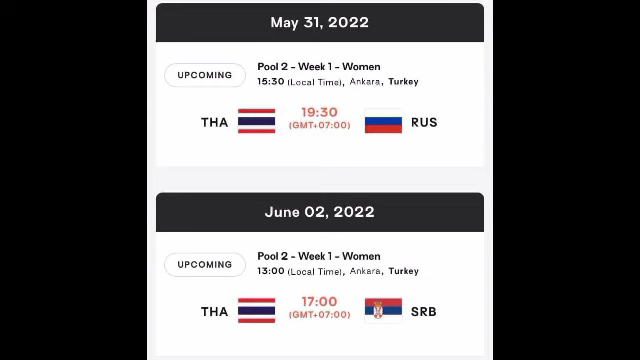 May 31, 2022
UPCOMING
Pool 2 - Week 1 - Women
15:30 (Local Time), Ankara, Turkey
THA 19:30 RUS
(GMT+07:00)
June 02, 2022
UPCOMING
Pool 2 - Week 1 - Women
13:00 (Local Time), Ankara, Turkey
THA 17:00 SRB
(GMT+07:00)